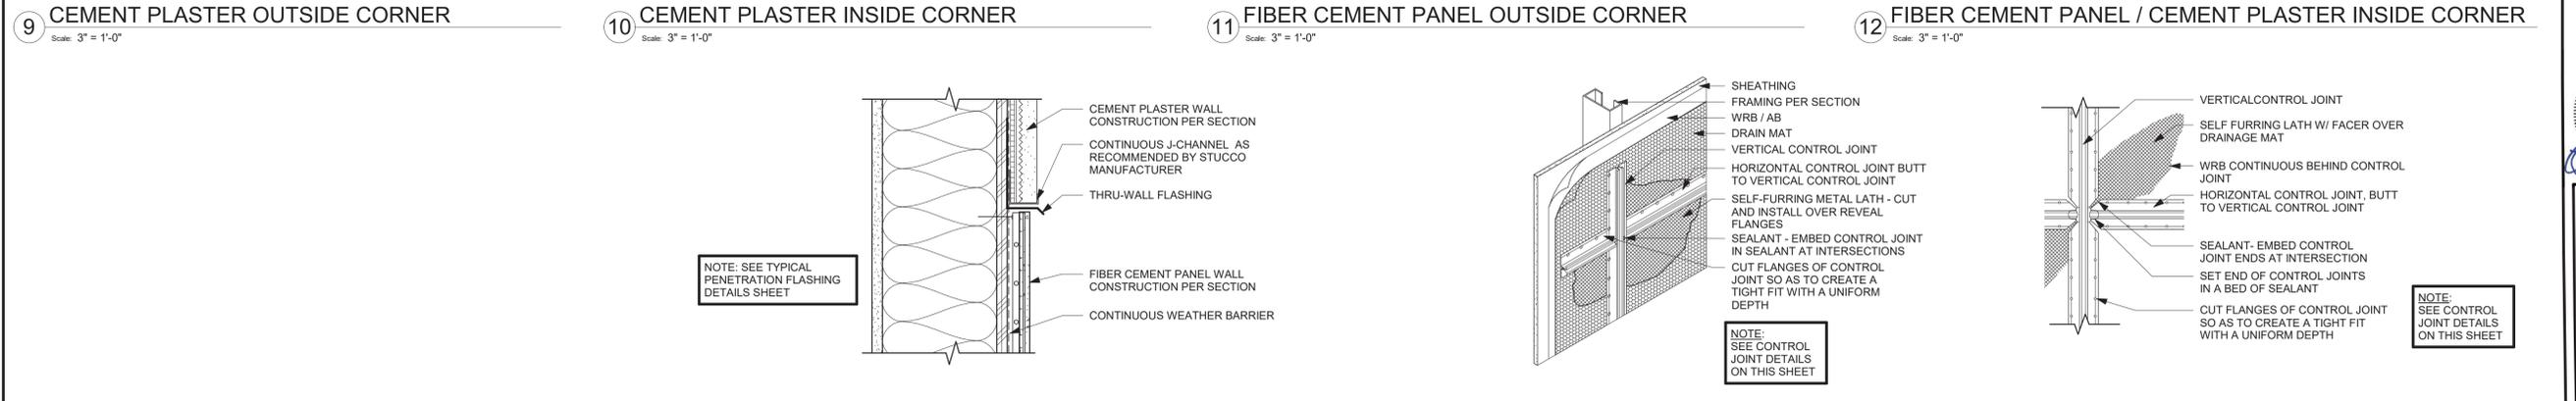 9 CEMENT PLASTER OUTSIDE CORNER
Scale: 3" = 1'-0"
10 CEMENT PLASTER INSIDE CORNER
Scale: 3" = 1'-0"
11 FIBER CEMENT PANEL OUTSIDE CORNER
Scale: 3" = 1'-0"
12 FIBER CEMENT PANEL / CEMENT PLASTER INSIDE CORNER
Scale: 3" = 1'-0"
CEMENT PLASTER WALL
CONSTRUCTION PER SECTION
CONTINUOUS J-CHANNEL AS
RECOMMENDED BY STUCCO
MANUFACTURER
THRU-WALL FLASHING
NOTE: SEE TYPICAL
PENETRATION FLASHING
DETAILS SHEET
FIBER CEMENT PANEL WALL
CONSTRUCTION PER SECTION
CONTINUOUS WEATHER BARRIER
SHEATHING
FRAMING PER SECTION
WRB / AB
DRAIN MAT
VERTICAL CONTROL JOINT
HORIZONTAL CONTROL JOINT BUTT
TO VERTICAL CONTROL JOINT
SELF-FURRING METAL LATH - CUT
AND INSTALL OVER REVEAL
FLANGES
SEALANT - EMBED CONTROL JOINT
IN SEALANT AT INTERSECTIONS
CUT FLANGES OF CONTROL
JOINT SO AS TO CREATE A
TIGHT FIT WITH A UNIFORM
DEPTH
NOTE:
SEE CONTROL
JOINT DETAILS
ON THIS SHEET
VERTICALCONTROL JOINT
SELF FURRING LATH W/ FACER OVER
DRAINAGE MAT
WRB CONTINUOUS BEHIND CONTROL
JOINT
HORIZONTAL CONTROL JOINT, BUTT
TO VERTICAL CONTROL JOINT
SEALANT- EMBED CONTROL
JOINT ENDS AT INTERSECTION
SET END OF CONTROL JOINTS
IN A BED OF SEALANT
CUT FLANGES OF CONTROL JOINT
SO AS TO CREATE A TIGHT FIT
WITH A UNIFORM DEPTH
NOTE:
SEE CONTROL
JOINT DETAILS
ON THIS SHEET